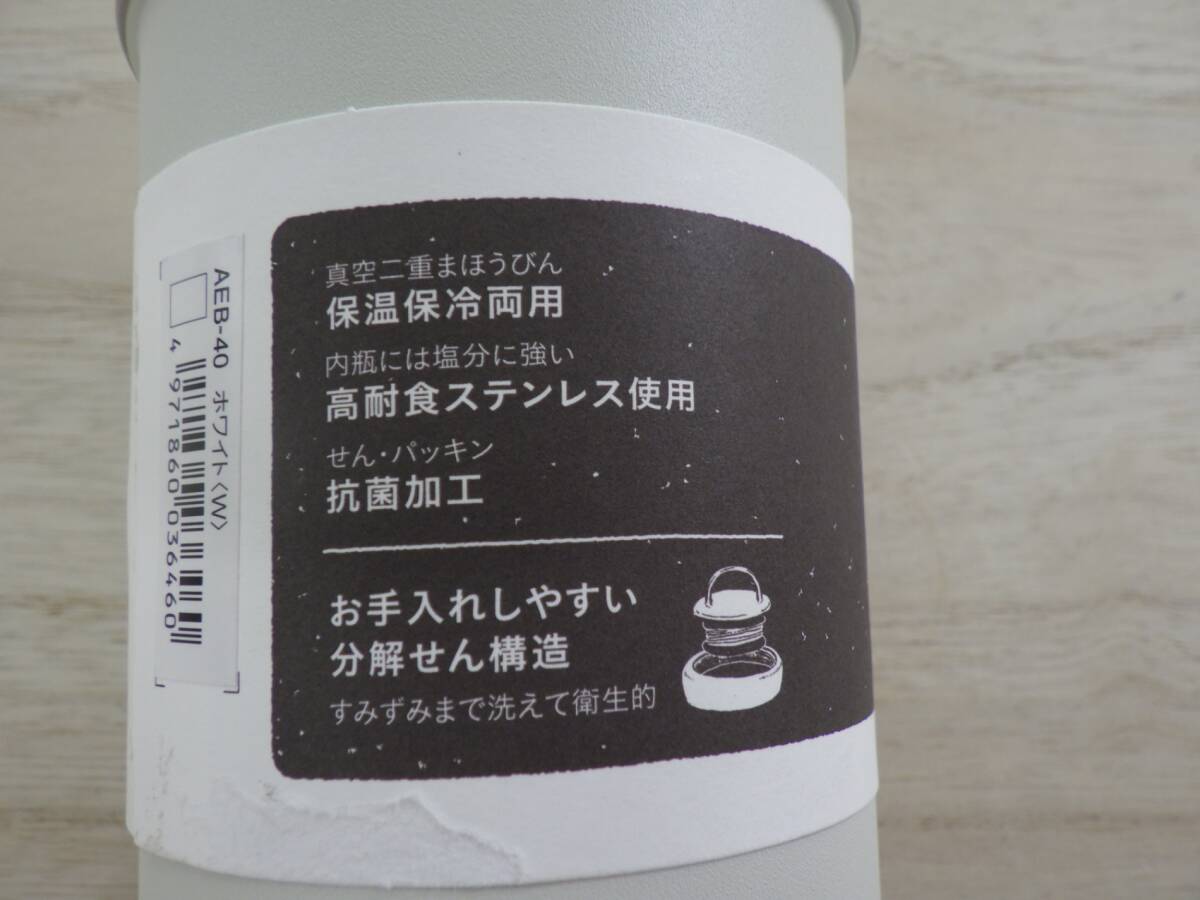 AEB-40 ホワイト〈W〉
4971860036460
真空二重まほうびん
保温保冷両用
内瓶には塩分に強い
高耐食ステンレス使用
せん・パッキン
抗菌加工
お手入れしやすい
分解せん構造
すみずみまで洗えて衛生的